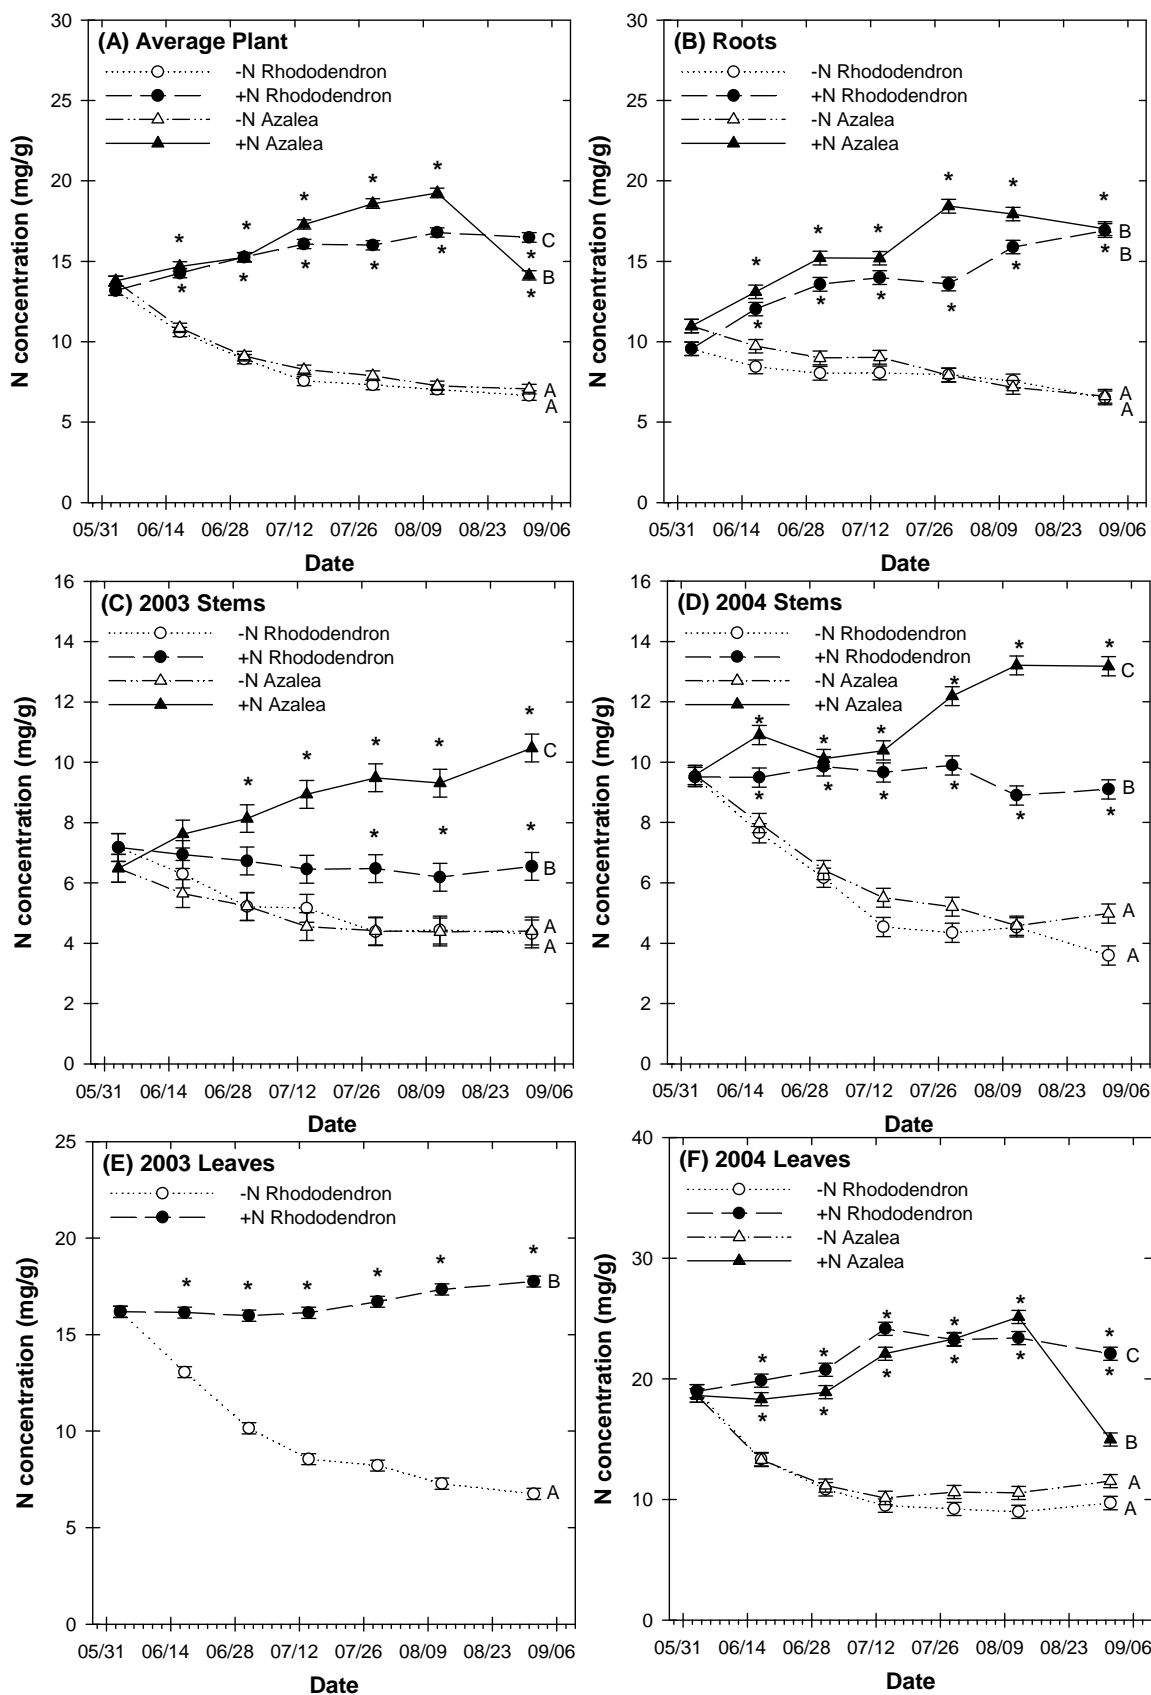 (A) Average Plant
-N Rhododendron
+N Rhododendron
-N Azalea
+N Azalea
N concentration (mg/g)
30
25
20
15
10
5
0
* * * * * *
* * * * * *
C
B
A
A
05/31 06/14 06/28 07/12 07/26 08/09 08/23 09/06
Date
(B) Roots
-N Rhododendron
+N Rhododendron
-N Azalea
+N Azalea
N concentration (mg/g)
30
25
20
15
10
5
0
* * * * * *
* * * * * *
B
B
A
A
05/31 06/14 06/28 07/12 07/26 08/09 08/23 09/06
Date
(C) 2003 Stems
-N Rhododendron
+N Rhododendron
-N Azalea
+N Azalea
N concentration (mg/g)
16
14
12
10
8
6
4
2
0
* * * * *
* * *
C
B
A
A
05/31 06/14 06/28 07/12 07/26 08/09 08/23 09/06
Date
(D) 2004 Stems
-N Rhododendron
+N Rhododendron
-N Azalea
+N Azalea
N concentration (mg/g)
16
14
12
10
8
6
4
2
0
* * * * * *
* * * * * *
C
B
A
A
05/31 06/14 06/28 07/12 07/26 08/09 08/23 09/06
Date
(E) 2003 Leaves
-N Rhododendron
+N Rhododendron
N concentration (mg/g)
25
20
15
10
5
0
* * * * * *
B
A
05/31 06/14 06/28 07/12 07/26 08/09 08/23 09/06
Date
(F) 2004 Leaves
-N Rhododendron
+N Rhododendron
-N Azalea
+N Azalea
N concentration (mg/g)
40
30
20
10
0
* * * * * *
* * * * * *
C
B
A
A
05/31 06/14 06/28 07/12 07/26 08/09 08/23 09/06
Date